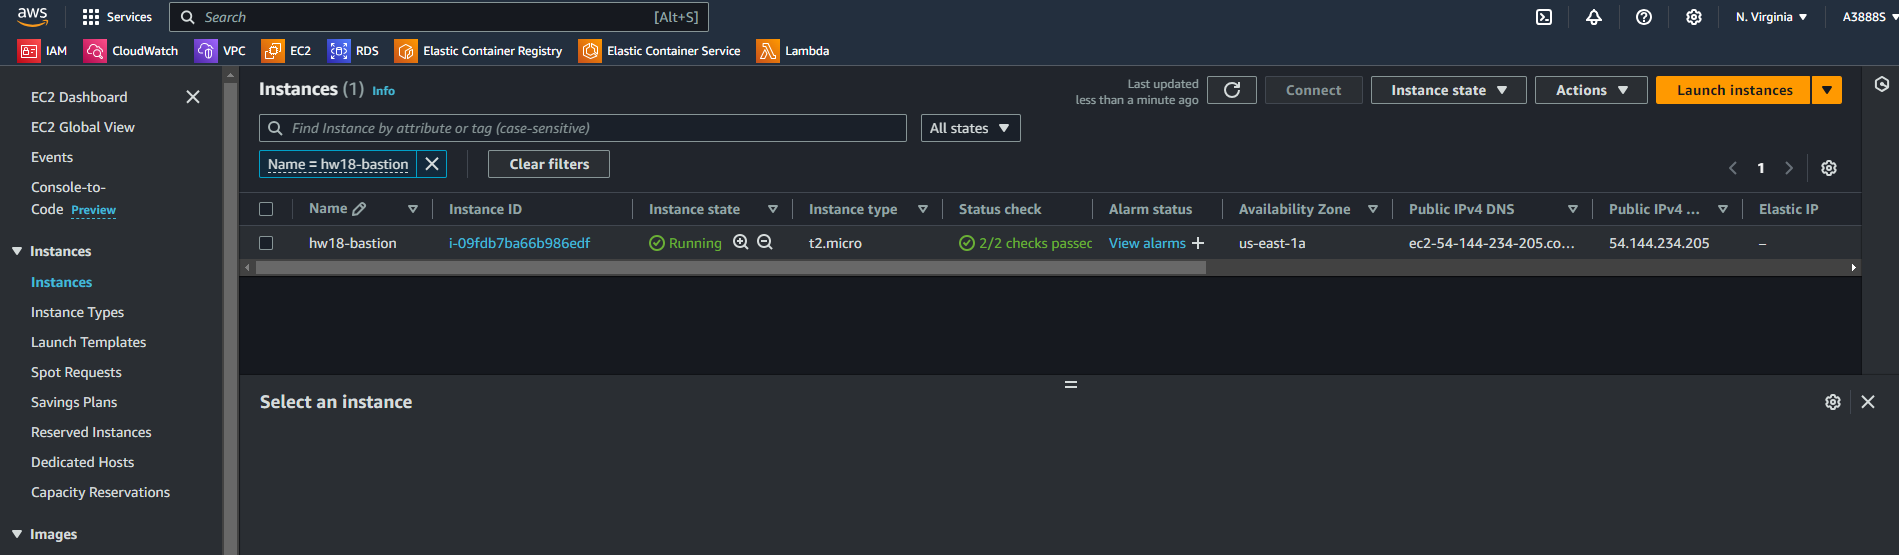 aws
Services
Search
[Alt+S]
N. Virginia
A3888S
IAM
CloudWatch
VPC
EC2
RDS
Elastic Container Registry
Elastic Container Service
Lambda
EC2 Dashboard
EC2 Global View
Events
Console-to-
Code Preview
Instances
Instances
Instance Types
Launch Templates
Spot Requests
Savings Plans
Reserved Instances
Dedicated Hosts
Capacity Reservations
Images
Instances (1) Info
Last updated
less than a minute ago
Connect
Instance state
Actions
Launch instances
Find Instance by attribute or tag (case-sensitive)
All states
Name = hw18-bastion
Clear filters
1
Name
Instance ID
Instance state
Instance type
Status check
Alarm status
Availability Zone
Public IPv4 DNS
Public IPv4 ...
Elastic IP
hw18-bastion
i-09fdb7ba66b986edf
Running
t2.micro
2/2 checks passec
View alarms +
us-east-1a
ec2-54-144-234-205.co...
54.144.234.205
–
Select an instance